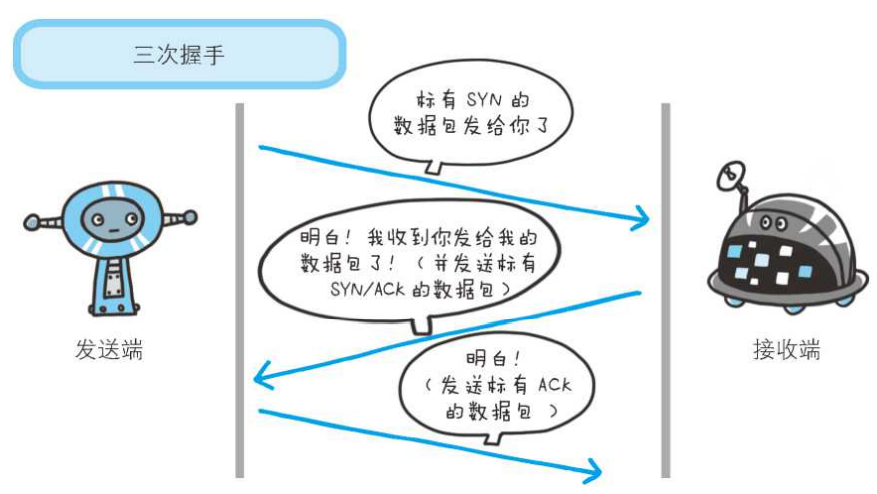 三次握手
标有 SYN 的
数据包发给你了
明白！我收到你发给我的
数据包了！（并发送标有
SYN/ACK 的数据包）
发送端
接收端
明白！
（发送标有 ACK
的数据包）